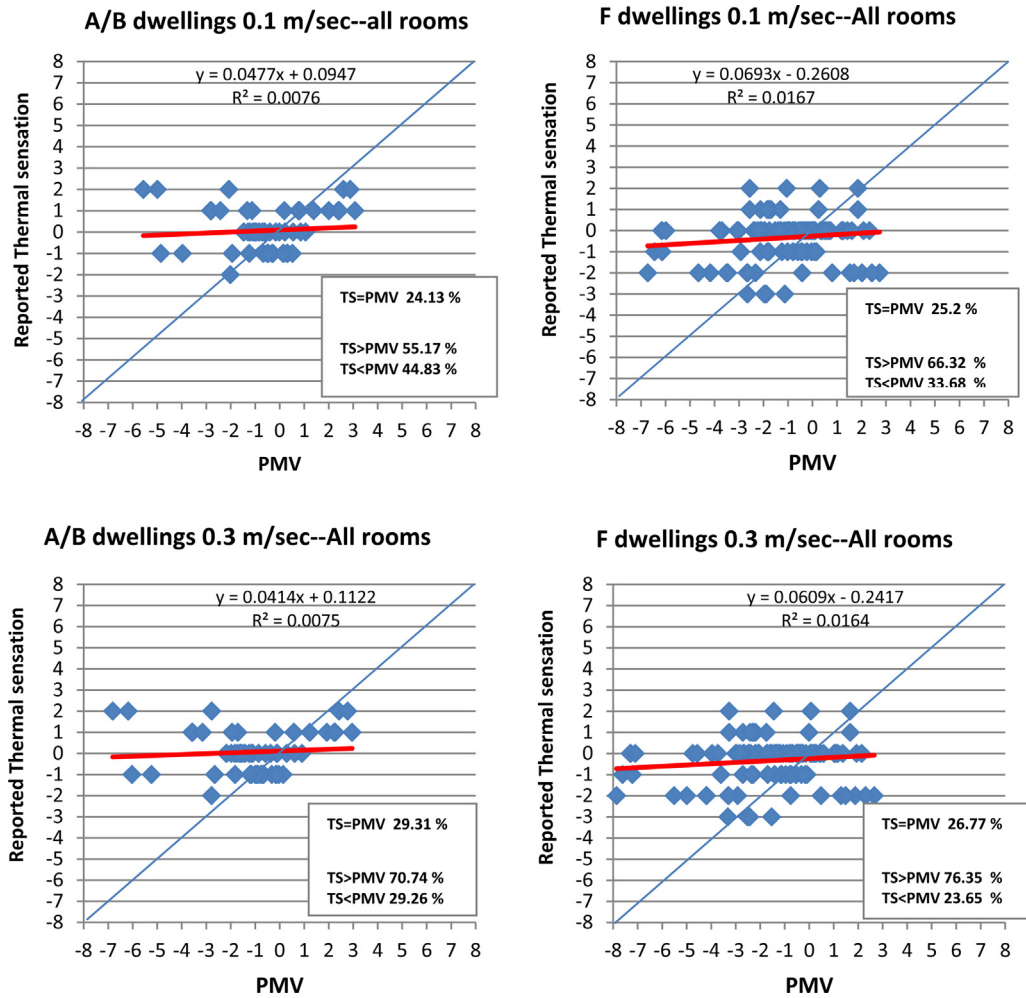 A/B dwellings 0.1 m/sec--all rooms
y = 0.0477x + 0.0947
R² = 0.0076
Reported Thermal sensation
8
7
6
5
4
3
2
1
0
-1
-2
-3
-4
-5
-6
-7
-8
TS=PMV 24.13 %
TS>PMV 55.17 %
TS<PMV 44.83 %
-8 -7 -6 -5 -4 -3 -2 -1 0 1 2 3 4 5 6 7 8
PMV
F dwellings 0.1 m/sec--All rooms
y = 0.0693x - 0.2608
R² = 0.0167
Reported Thermal sensation
8
7
6
5
4
3
2
1
0
-1
-2
-3
-4
-5
-6
-7
-8
TS=PMV 25.2 %
TS>PMV 66.32 %
TS<PMV 33.68 %
-8 -7 -6 -5 -4 -3 -2 -1 0 1 2 3 4 5 6 7 8
PMV
A/B dwellings 0.3 m/sec--All rooms
y = 0.0414x + 0.1122
R² = 0.0075
Reported Thermal sensation
8
7
6
5
4
3
2
1
0
-1
-2
-3
-4
-5
-6
-7
-8
TS=PMV 29.31 %
TS>PMV 70.74 %
TS<PMV 29.26 %
-8 -7 -6 -5 -4 -3 -2 -1 0 1 2 3 4 5 6 7 8
PMV
F dwellings 0.3 m/sec--All rooms
y = 0.0609x - 0.2417
R² = 0.0164
Reported Thermal sensation
8
7
6
5
4
3
2
1
0
-1
-2
-3
-4
-5
-6
-7
-8
TS=PMV 26.77 %
TS>PMV 76.35 %
TS<PMV 23.65 %
-8 -7 -6 -5 -4 -3 -2 -1 0 1 2 3 4 5 6 7 8
PMV